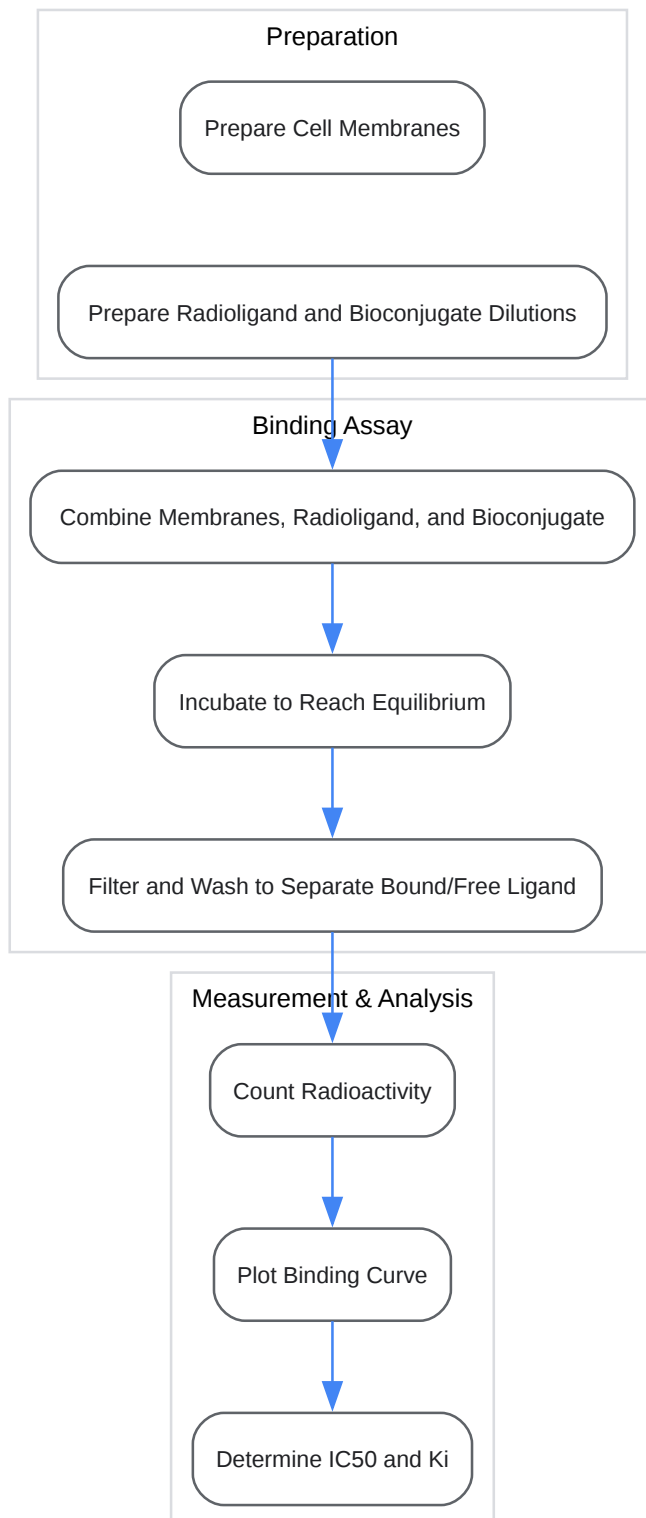 Preparation
Prepare Cell Membranes
Prepare Radioligand and Bioconjugate Dilutions
Binding Assay
Combine Membranes, Radioligand, and Bioconjugate
Incubate to Reach Equilibrium
Filter and Wash to Separate Bound/Free Ligand
Measurement & Analysis
Count Radioactivity
Plot Binding Curve
Determine IC50 and Ki